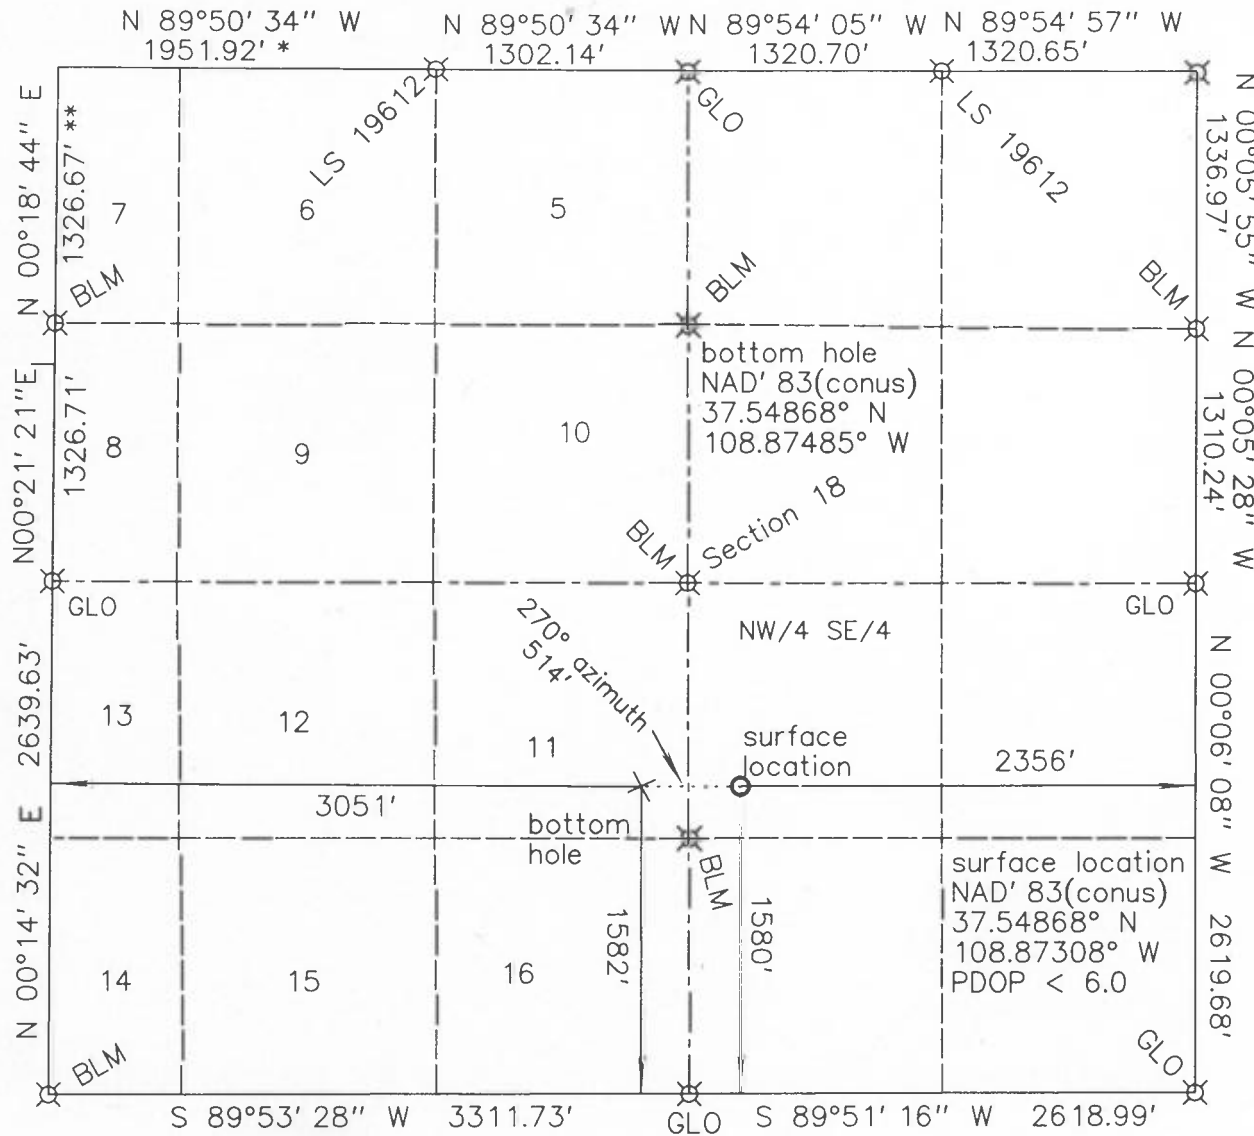 N 89°50' 34" W
1951.92' *
N 89°50' 34" W
1302.14'
N 89°54' 05" W
1320.70'
N 89°54' 57" W
1320.65'
N 00°18' 44" E
1326.67' **
LS 19612
GLO
LS 19612
N 00°05' 55" W
1336.97'
7
6
5
BLM
BLM
BLM
bottom hole
NAD' 83(conus)
37.54868° N
108.87485° W
N00°21' 21"E
1326.71'
8
9
10
N 00°05' 28" W
1310.24'
BLM
Section 18
GLO
GLO
270° azimuth
514'
NW/4 SE/4
N 00°14' 32" E 2639.63'
13
12
11
surface
location
2356'
3051'
bottom
hole
N 00°06' 08" W 2619.68'
BLM
1582'
1580'
surface location
NAD' 83(conus)
37.54868° N
108.87308° W
PDOP < 6.0
14
15
16
BLM
GLO
S 89°53' 28" W 3311.73'
GLO
S 89°51' 16" W 2618.99'